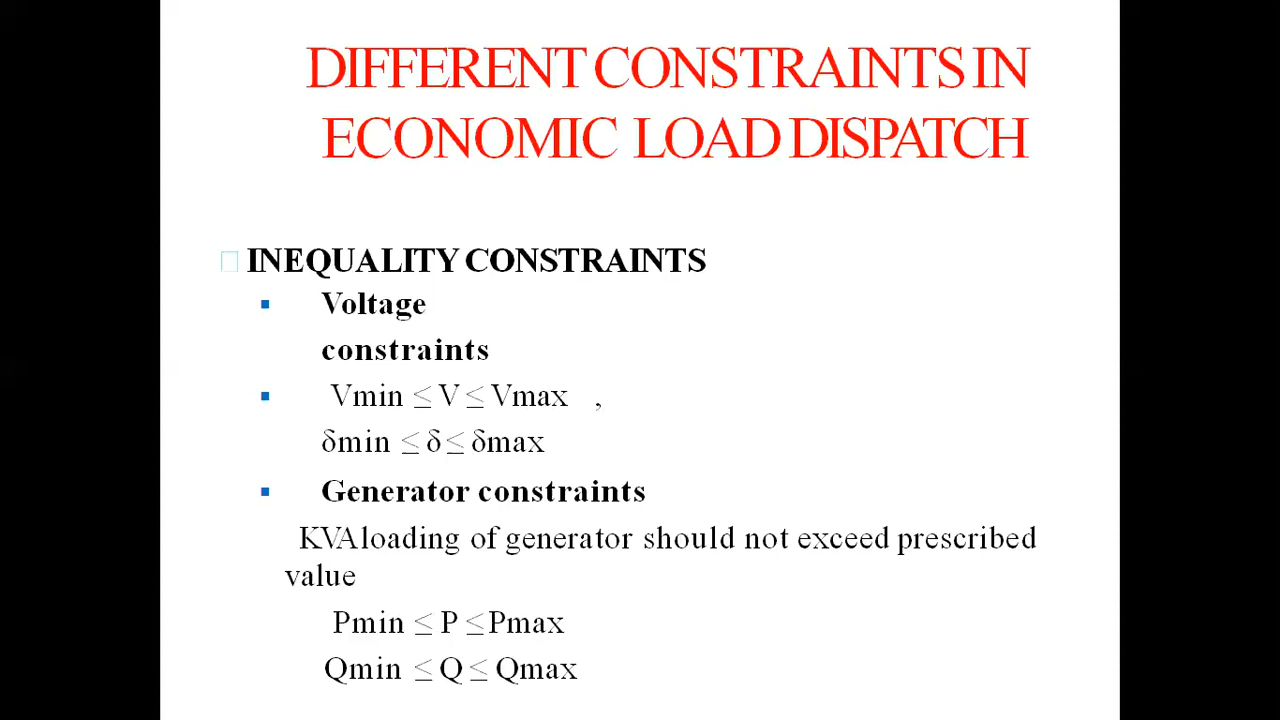 DIFFERENT CONSTRAINTS IN
ECONOMIC LOAD DISPATCH
INEQUALITY CONSTRAINTS
▪ Voltage
constraints
▪ Vmin ≤ V ≤ Vmax ,
δmin ≤ δ ≤ δmax
▪ Generator constraints
KVA loading of generator should not exceed prescribed
value
Pmin ≤ P ≤ Pmax
Qmin ≤ Q ≤ Qmax